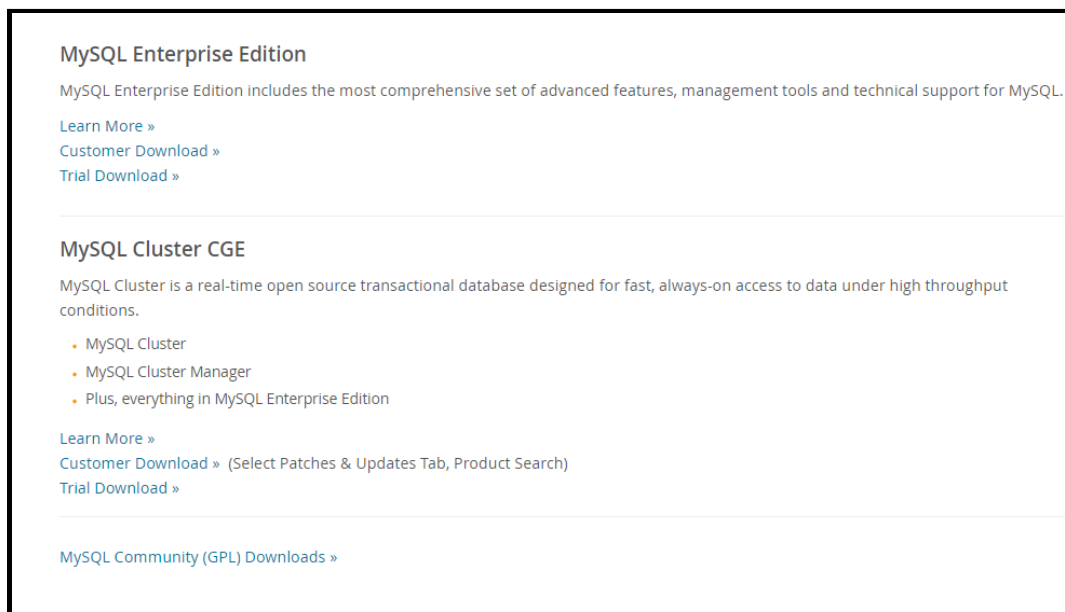 MySQL Enterprise Edition
MySQL Enterprise Edition includes the most comprehensive set of advanced features, management tools and technical support for MySQL.
Learn More »
Customer Download »
Trial Download »
MySQL Cluster CGE
MySQL Cluster is a real-time open source transactional database designed for fast, always-on access to data under high throughput
conditions.
• MySQL Cluster
• MySQL Cluster Manager
• Plus, everything in MySQL Enterprise Edition
Learn More »
Customer Download » (Select Patches & Updates Tab, Product Search)
Trial Download »
MySQL Community (GPL) Downloads »